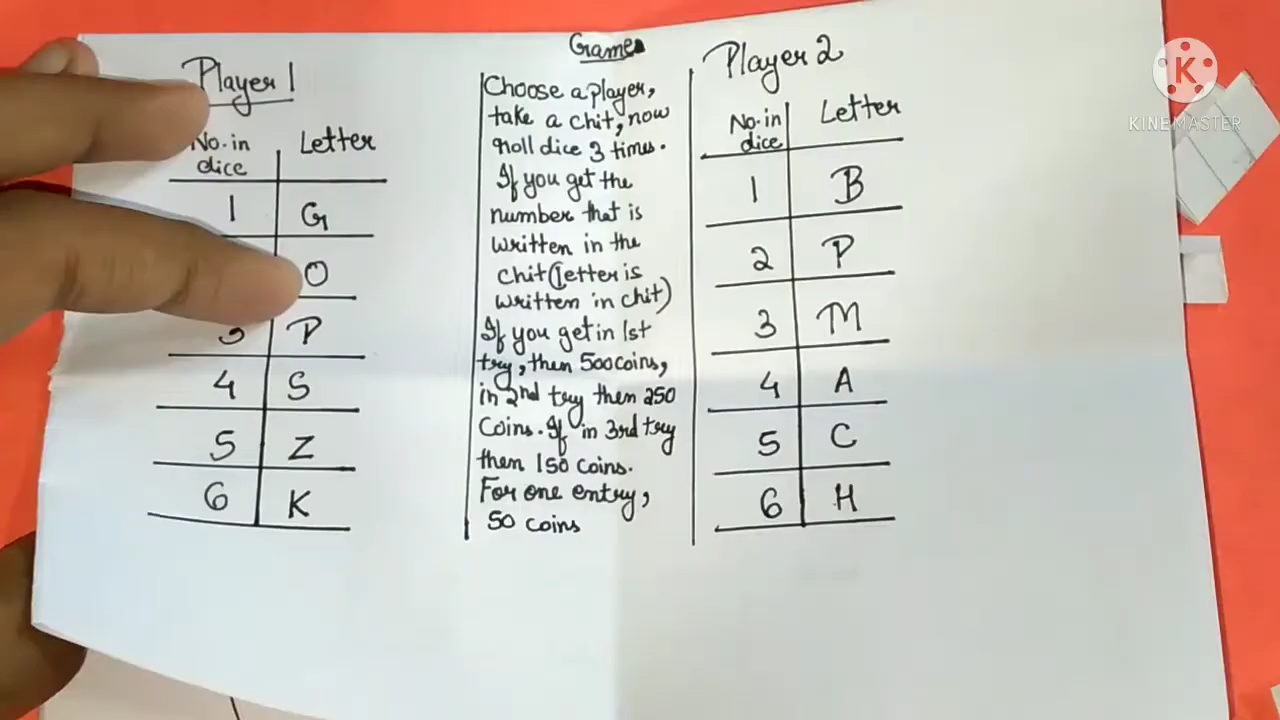 Game
Player 1
No. in dice Letter
1 G
O
3 P
4 S
5 Z
6 K
Choose a player,
take a chit, now
roll dice 3 times.
If you get the
number that is
written in the
chit (letter is
written in chit)
If you get in 1st
try, then 500 coins,
in 2nd try then 250
Coins. If in 3rd try
then 150 coins.
For one entry,
50 coins
Player 2
No. in dice Letter
1 B
2 P
3 M
4 A
5 C
6 H
K
KINEMASTER